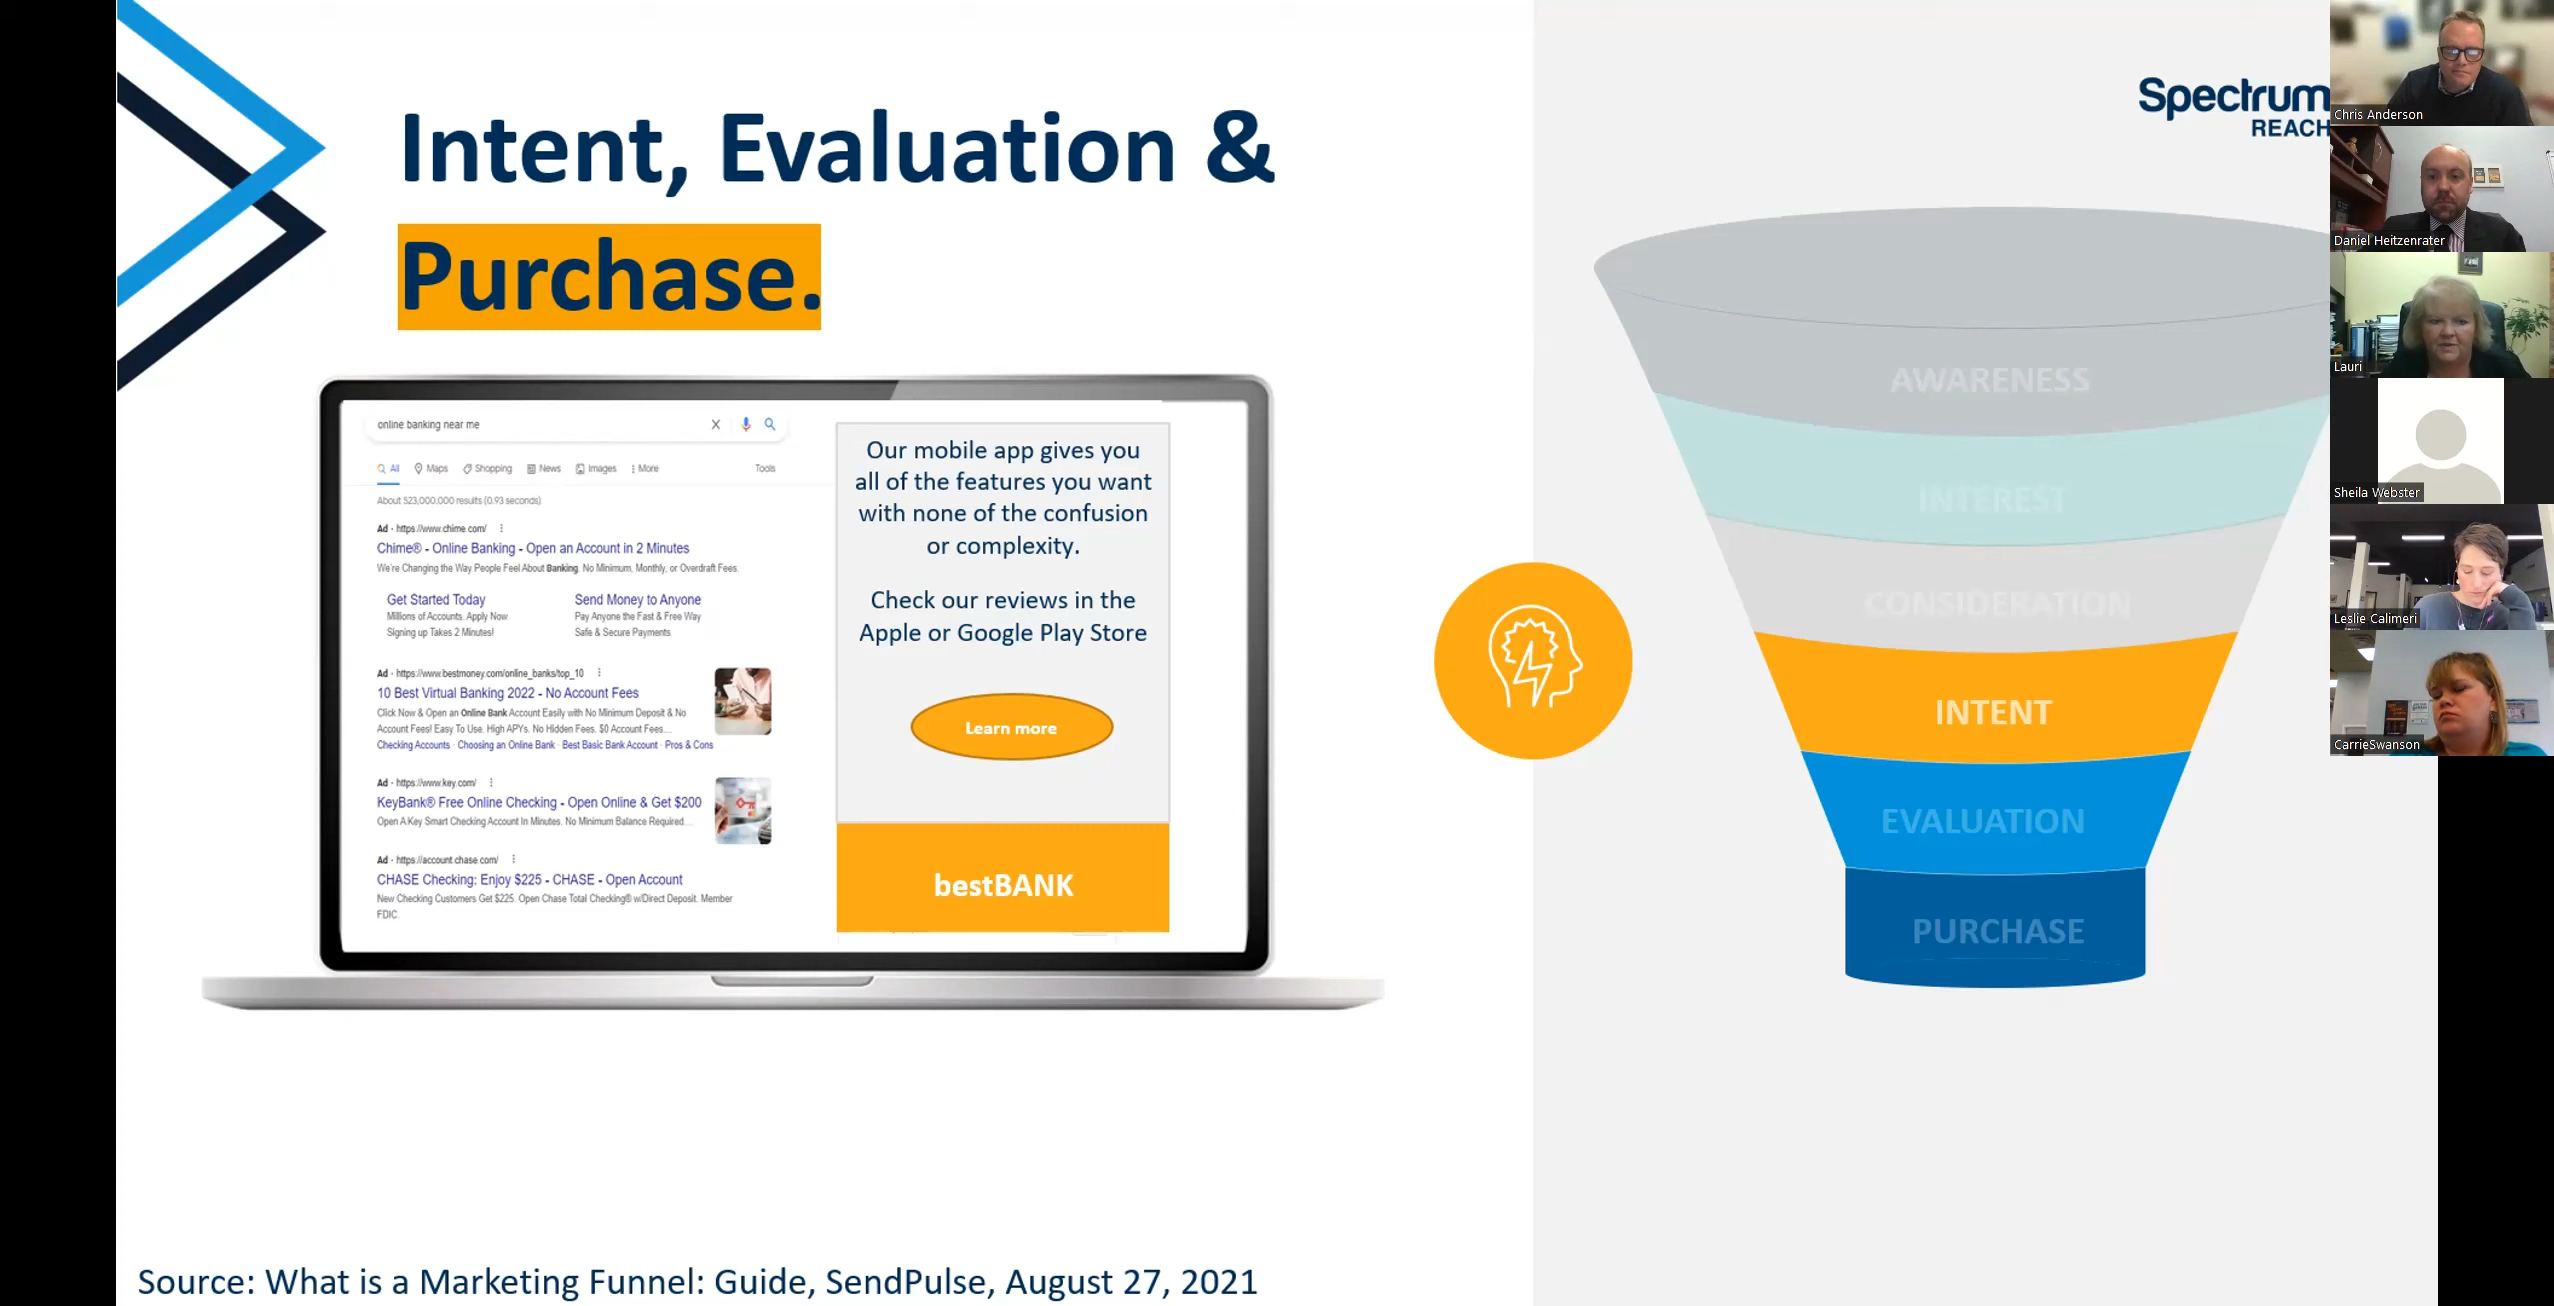 Intent, Evaluation &
Purchase.
online banking near me
All Maps Shopping News Images More Tools
About 523,000,000 results (0.93 seconds)
Ad · https://www.chime.com/
Chime® - Online Banking - Open an Account in 2 Minutes
We're Changing the Way People Feel About Banking. No Minimum, Monthly, or Overdraft Fees.
Get Started Today
Millions of Accounts. Apply Now
Signing up Takes 2 Minutes!
Send Money to Anyone
Pay Anyone the Fast & Free Way
Safe & Secure Payments
Ad · https://www.bestmoney.com/online_banks/top_10
10 Best Virtual Banking 2022 - No Account Fees
Click Now & Open an Online Bank Account Easily with No Minimum Deposit & No
Account Fees! Easy To Use. High APYs. No Hidden Fees. $0 Account Fees...
Checking Accounts · Choosing an Online Bank · Best Basic Bank Account · Pros & Cons
Ad · https://www.key.com/
KeyBank® Free Online Checking - Open Online & Get $200
Open A Key Smart Checking Account In Minutes. No Minimum Balance Required....
Ad · https://account.chase.com/
CHASE Checking: Enjoy $225 - CHASE - Open Account
New Checking Customers Get $225. Open Chase Total Checking® w/Direct Deposit. Member
FDIC.
Our mobile app gives you
all of the features you want
with none of the confusion
or complexity.
Check our reviews in the
Apple or Google Play Store
Learn more
bestBANK
Spectrum
REACH
AWARENESS
INTEREST
CONSIDERATION
INTENT
EVALUATION
PURCHASE
Chris Anderson
Daniel Heitzenrater
Lauri
Sheila Webster
Leslie Calimeri
CarrieSwanson
Source: What is a Marketing Funnel: Guide, SendPulse, August 27, 2021